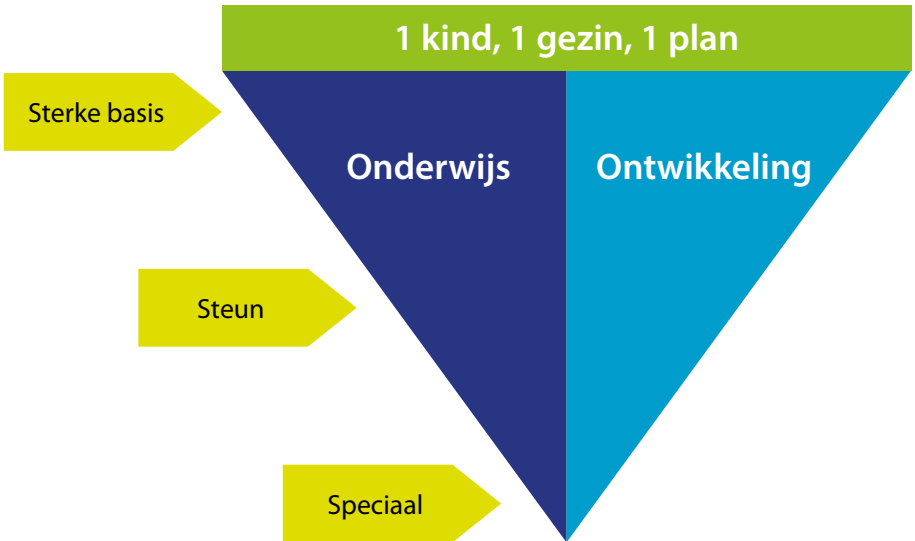 1 kind, 1 gezin, 1 plan
Sterke basis
Onderwijs
Ontwikkeling
Steun
Speciaal